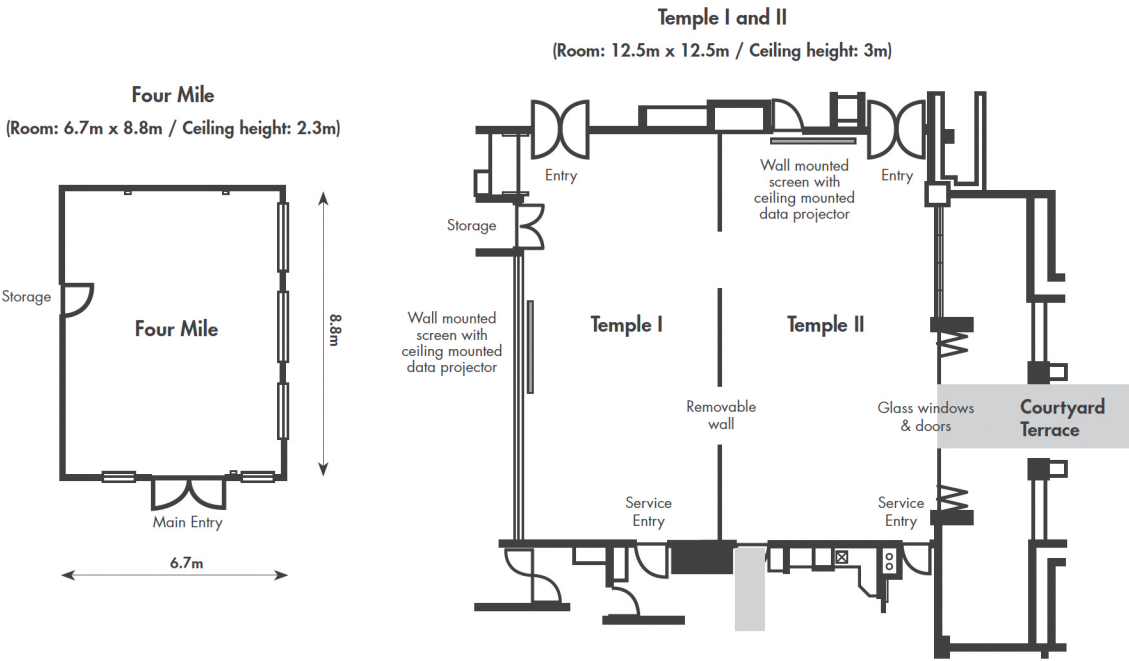 Temple I and II
(Room: 12.5m x 12.5m / Ceiling height: 3m)
Four Mile
(Room: 6.7m x 8.8m / Ceiling height: 2.3m)
Entry
Wall mounted
screen with
ceiling mounted
data projector
Entry
Storage
Storage
Four Mile
8.8m
Wall mounted
screen with
ceiling mounted
data projector
Temple I
Temple II
Removable
wall
Glass windows
& doors
Courtyard
Terrace
Service
Entry
Service
Entry
Main Entry
6.7m